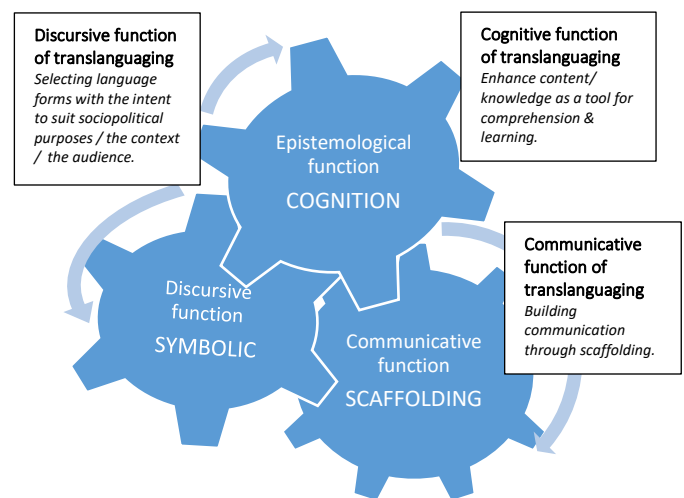 Discursive function
of translanguaging
Selecting language
forms with the intent
to suit sociopolitical
purposes / the context
/ the audience.
Cognitive function
of translanguaging
Enhance content/
knowledge as a tool for
comprehension &
learning.
Epistemological
function
COGNITION
Communicative
function of
translanguaging
Building
communication
through scaffolding.
Discursive
function
SYMBOLIC
Communicative
function
SCAFFOLDING